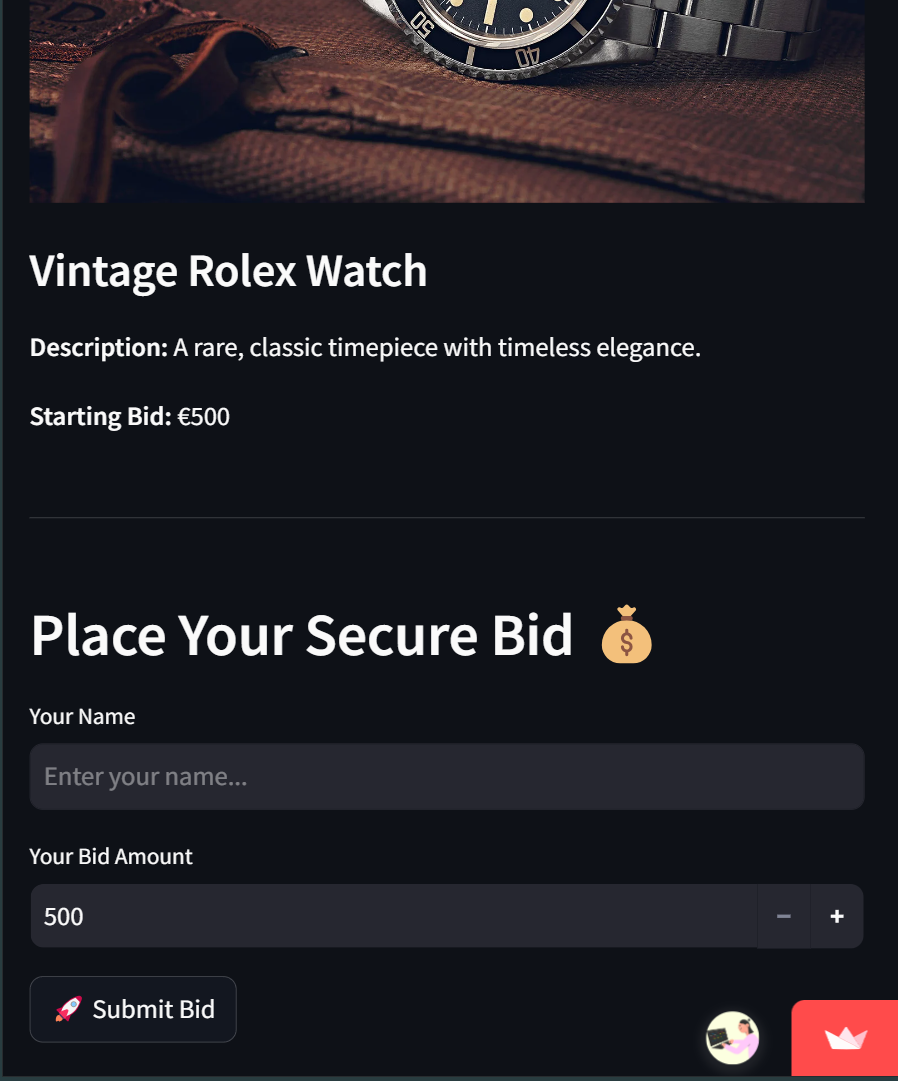 50
40
Vintage Rolex Watch
Description: A rare, classic timepiece with timeless elegance.
Starting Bid: €500
Place Your Secure Bid 💰
Your Name
Enter your name...
Your Bid Amount
500
− +
🚀 Submit Bid